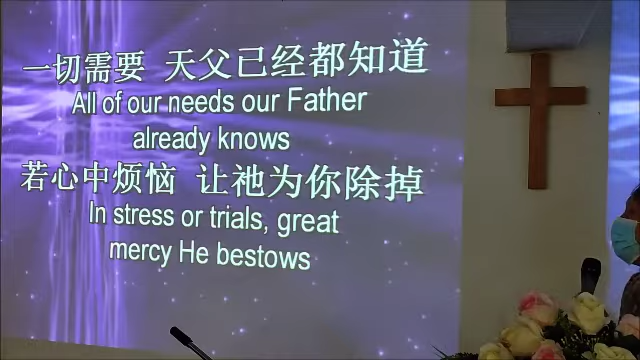 一切需要 天父已经都知道
All of our needs our Father
already knows
若心中烦恼 让祂为你除掉
In stress or trials, great
mercy He bestows